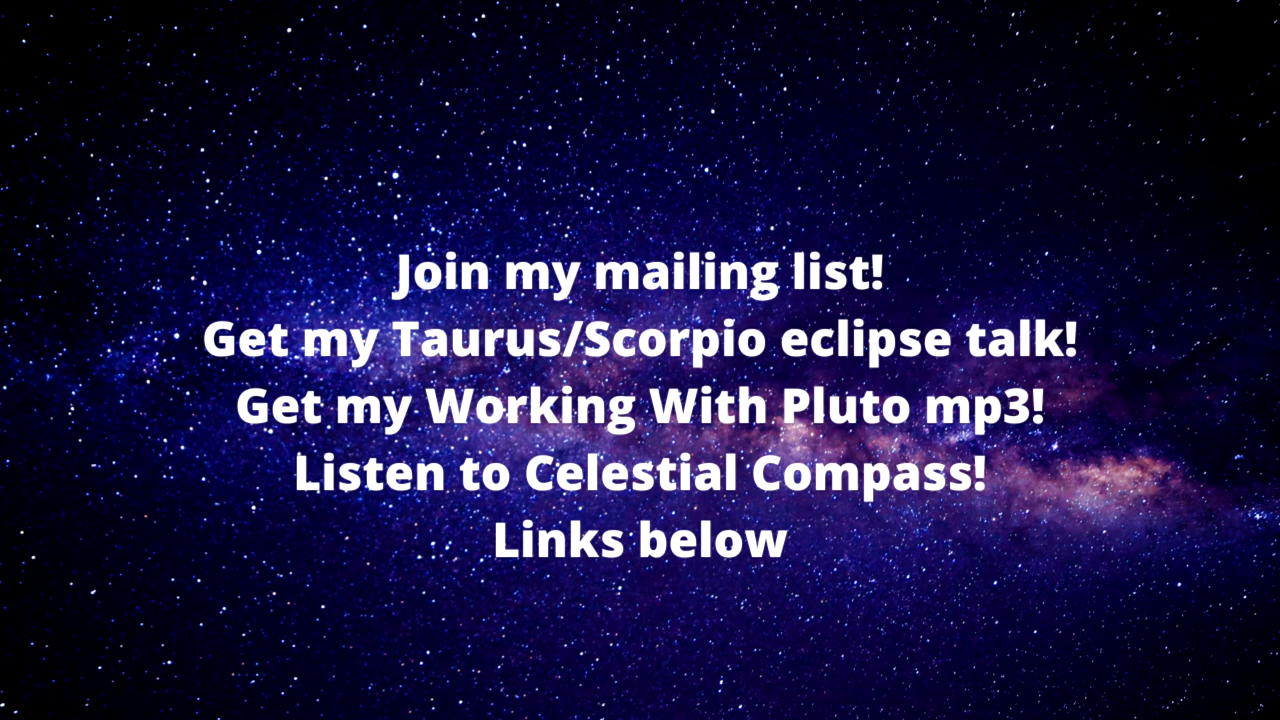 Join my mailing list!
Get my Taurus/Scorpio eclipse talk!
Get my Working With Pluto mp3!
Listen to Celestial Compass!
Links below